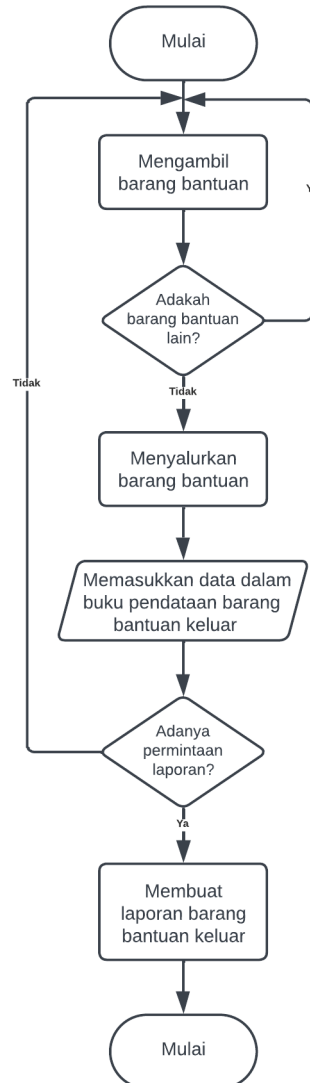 Mulai
Mengambil
barang bantuan
Adakah
barang bantuan
lain?
Tidak
Tidak
Menyalurkan
barang bantuan
Memasukkan data dalam
buku pendataan barang
bantuan keluar
Adanya
permintaan
laporan?
Ya
Membuat
laporan barang
bantuan keluar
Mulai